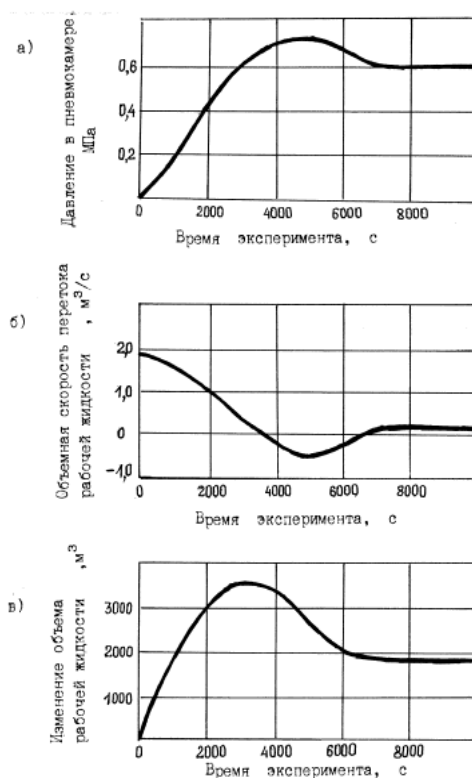 а)
Давление в пневмокамере,
МПа
0,6
0,4
0,2
0
2000
4000
6000
8000
Время эксперимента, с
б)
Объемная скорость перетока
рабочей жидкости , м³/с
2,0
1,0
0
-1,0
0
2000
4000
6000
8000
Время эксперимента, с
в)
Изменение объема
рабочей жидкости ,м³
3000
2000
1000
0
2000
4000
6000
8000
Время эксперимента, с